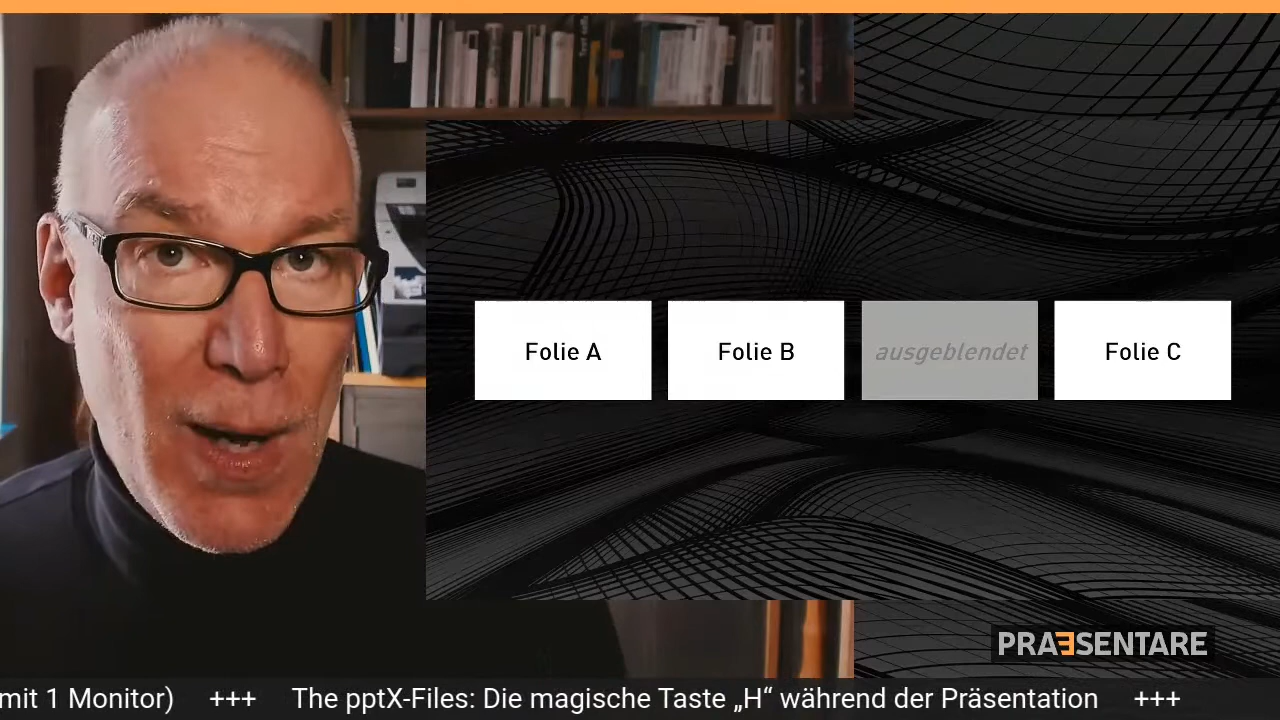 Folie A
Folie B
ausgeblendet
Folie C
PRAESENTARE
mit 1 Monitor) +++ The pptX-Files: Die magische Taste „H“ während der Präsentation +++